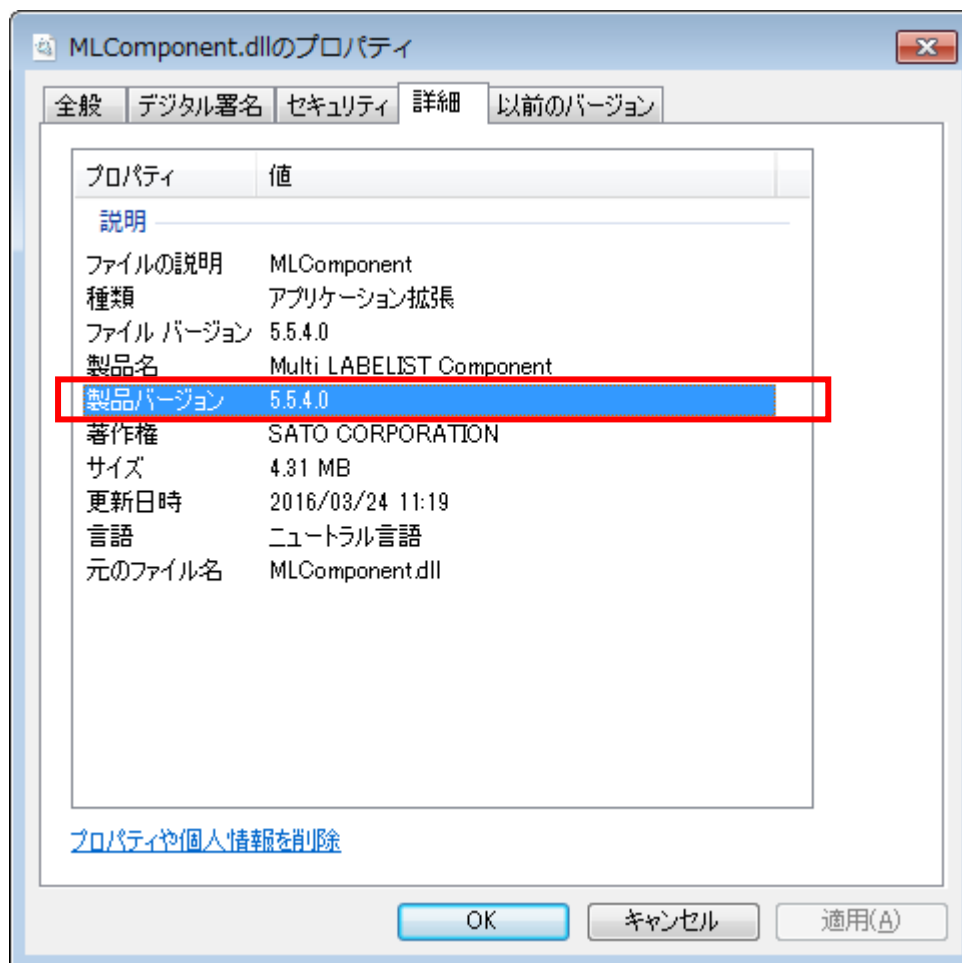 MLComponent.dllのプロパティ
全般 デジタル署名 セキュリティ 詳細 以前のバージョン
プロパティ 値
説明
ファイルの説明 MLComponent
種類 アプリケーション拡張
ファイル バージョン 5.5.4.0
製品名 Multi LABELIST Component
製品バージョン 5.5.4.0
著作権 SATO CORPORATION
サイズ 4.31 MB
更新日時 2016/03/24 11:19
言語 ニュートラル言語
元のファイル名 MLComponent.dll
プロパティや個人情報を削除
OK キャンセル 適用(A)